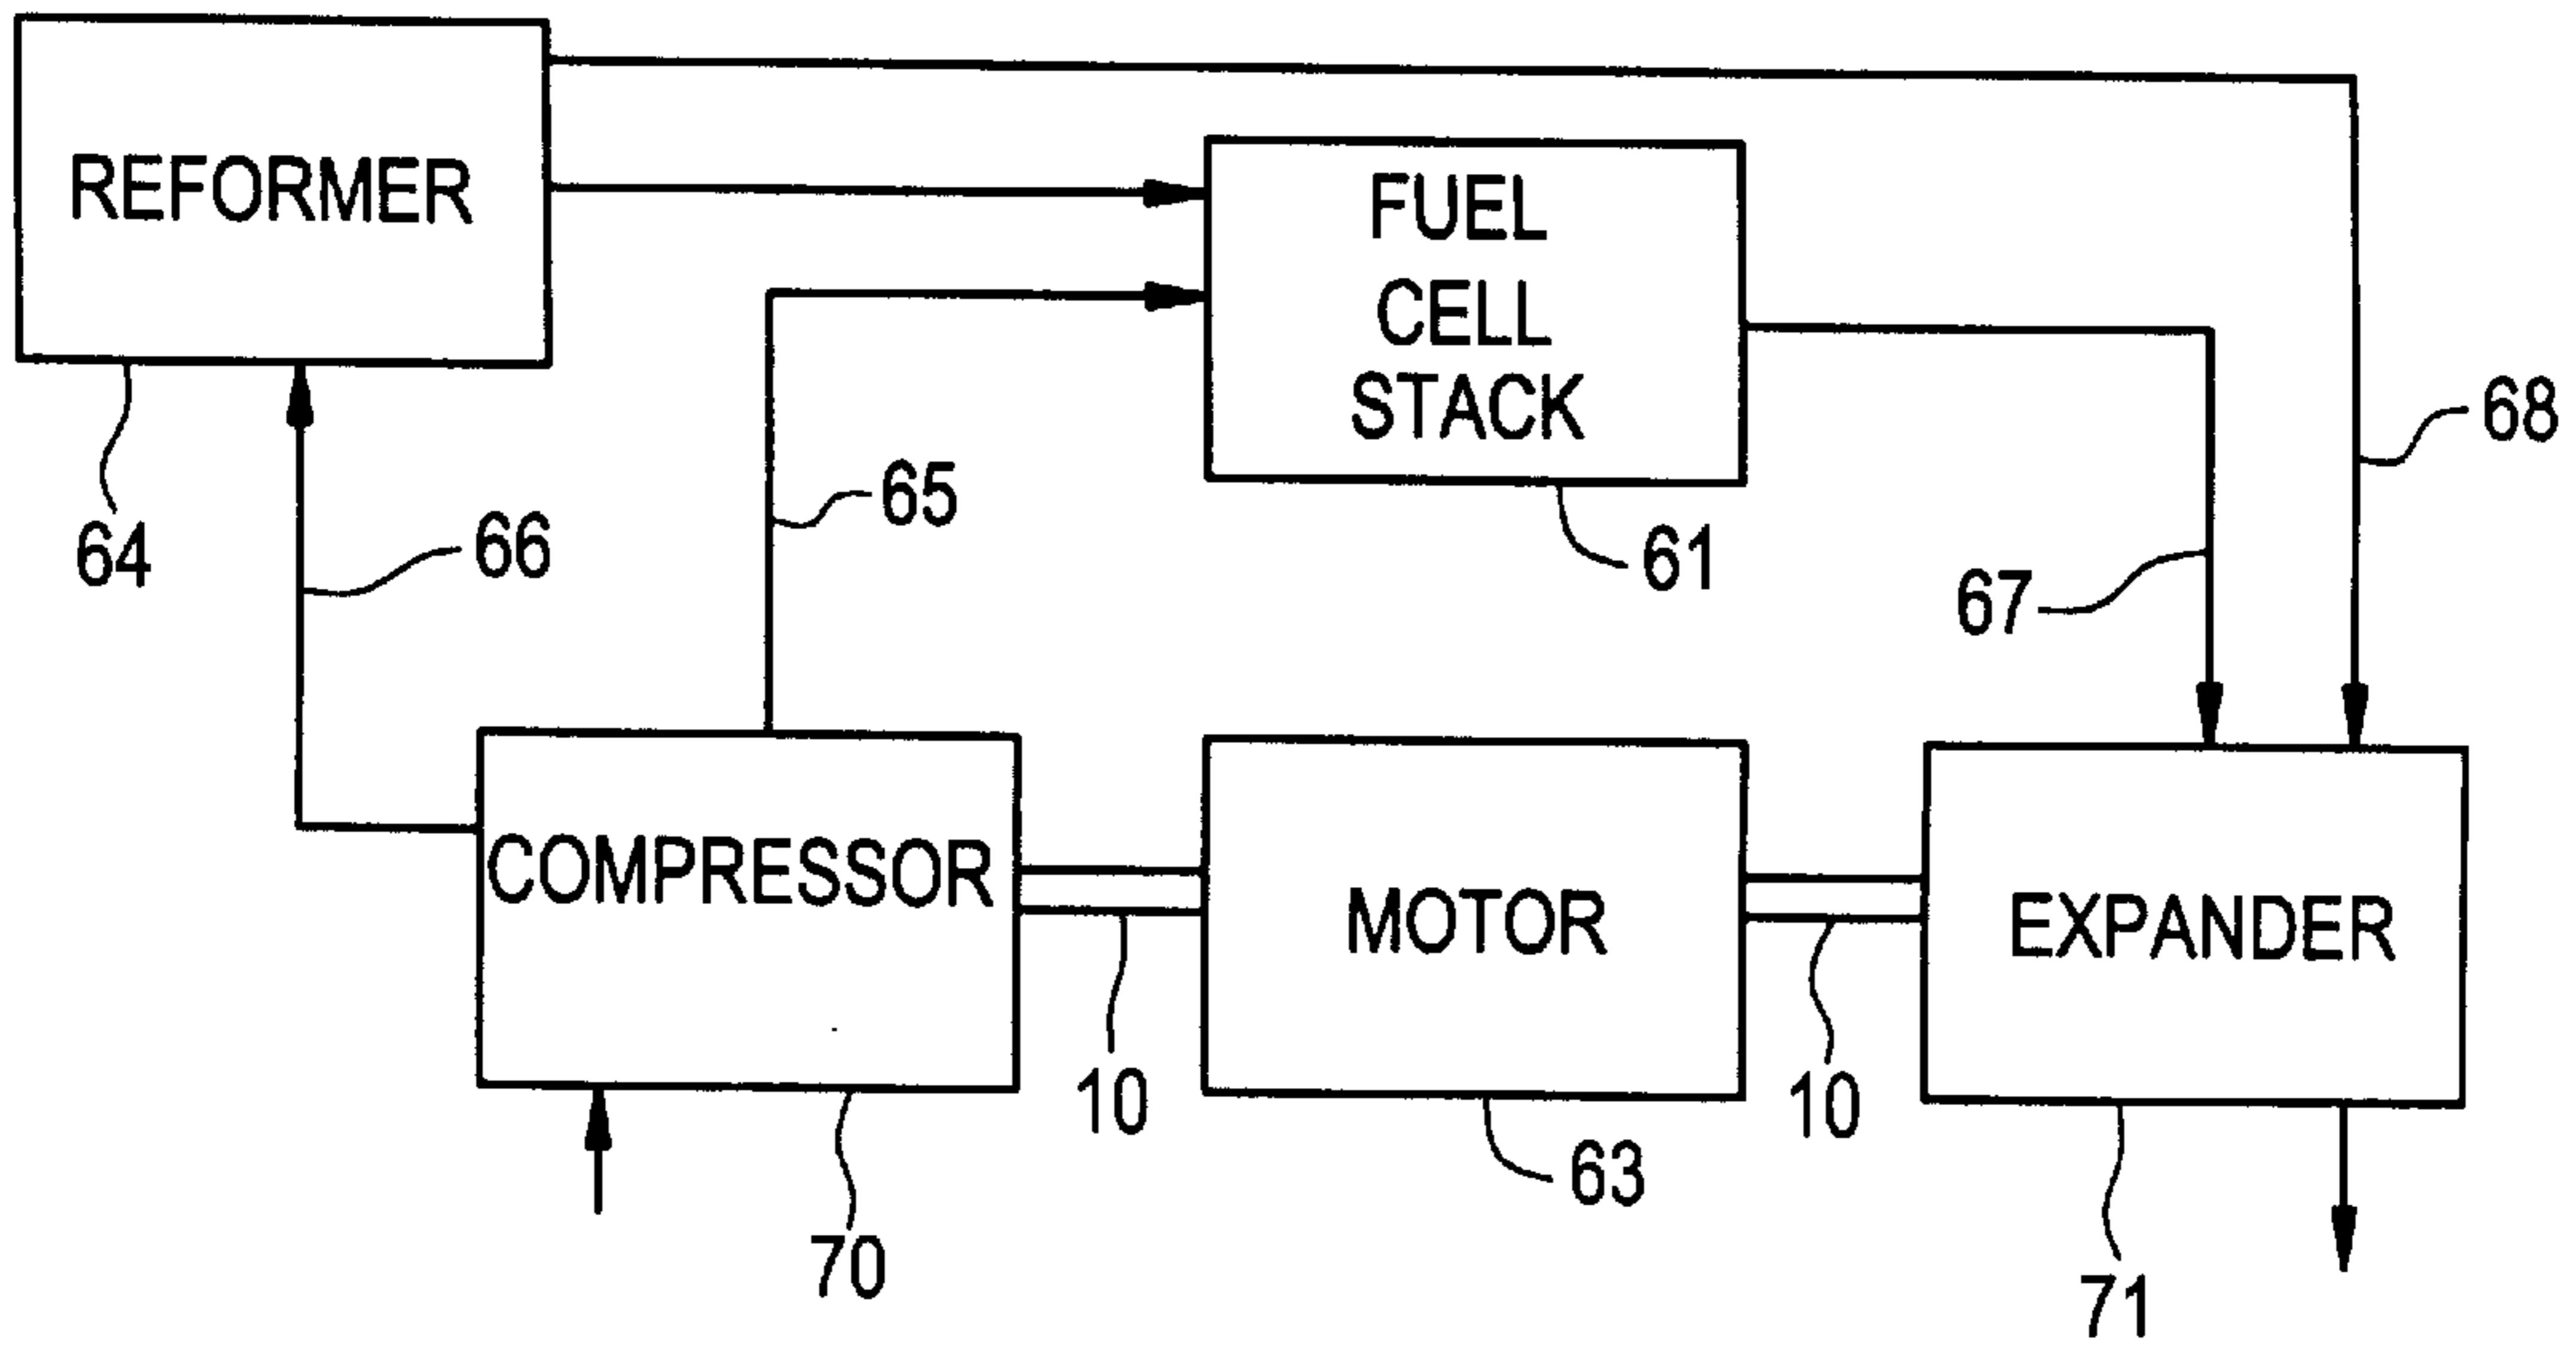 REFORMER
FUEL
CELL
STACK
68
65
66
64
61
67
COMPRESSOR
MOTOR
EXPANDER
10
10
63
70
71